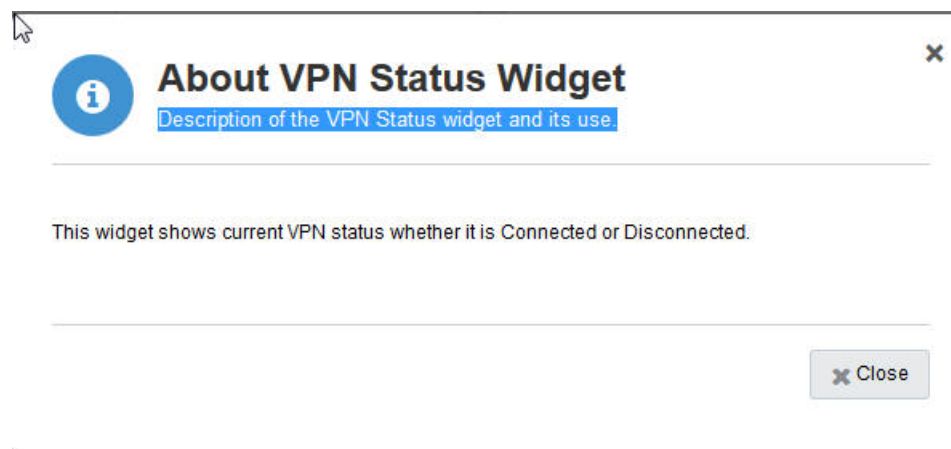 About VPN Status Widget
Description of the VPN Status widget and its use.
This widget shows current VPN status whether it is Connected or Disconnected.
Close